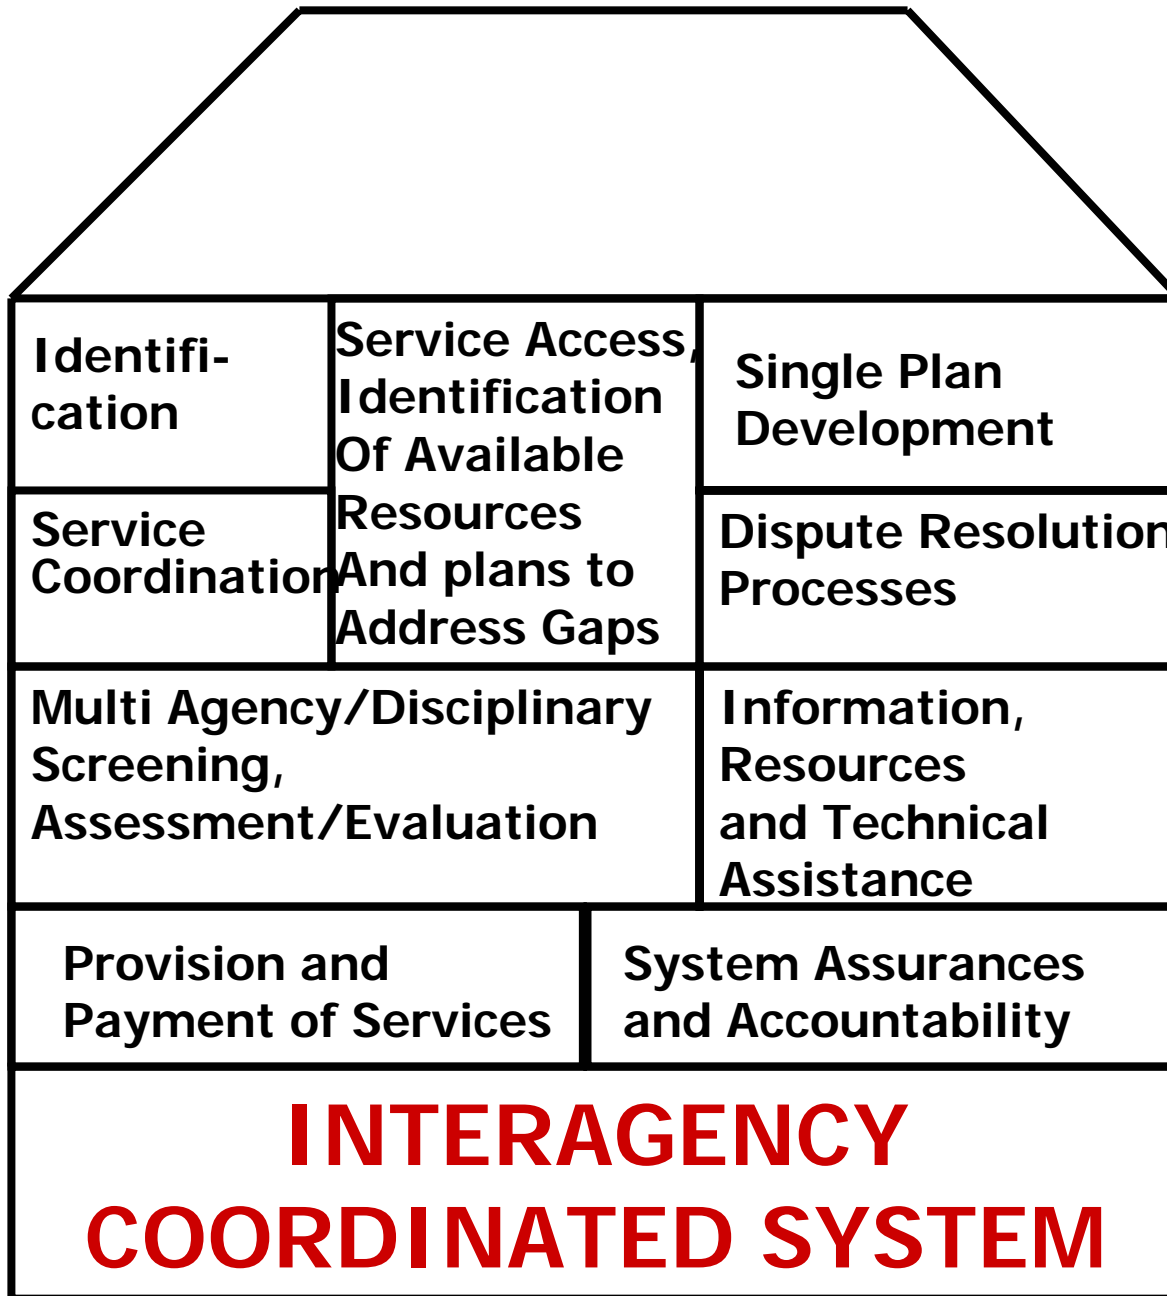 Identifi-
cation
Service Access,
Identification
Of Available
Resources
And plans to
Address Gaps
Single Plan
Development
Service
Coordination
Dispute Resolution
Processes
Multi Agency/Disciplinary
Screening,
Assessment/Evaluation
Information,
Resources
and Technical
Assistance
Provision and
Payment of Services
System Assurances
and Accountability
INTERAGENCY
COORDINATED SYSTEM